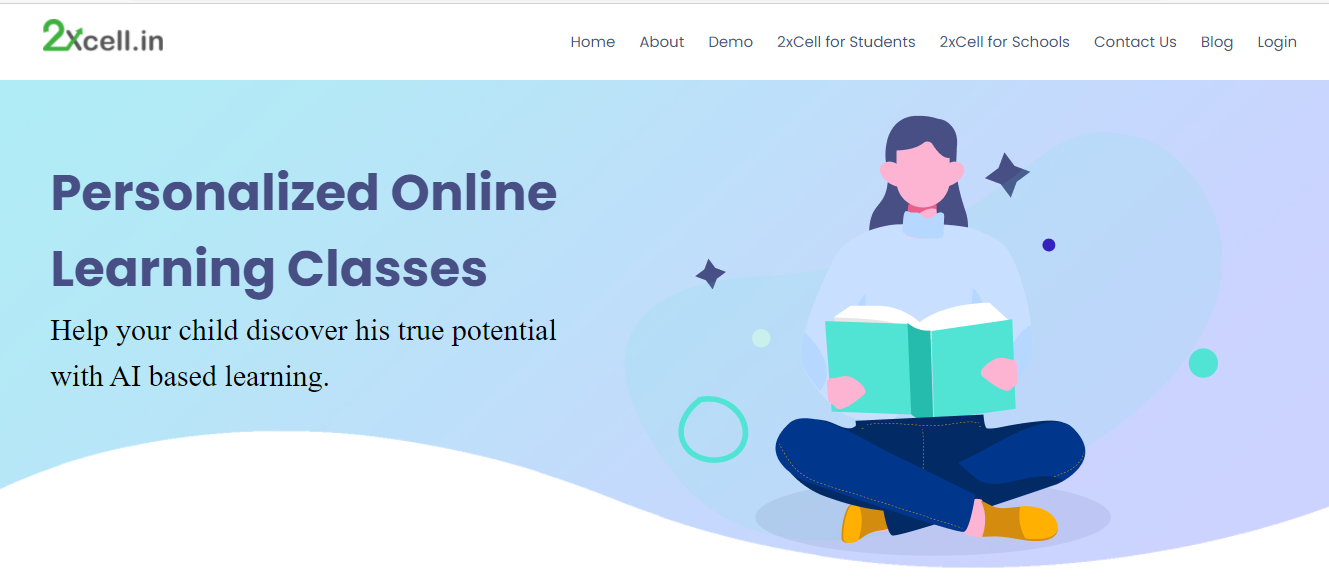 2xcell.in
Home About Demo 2xCell for Students 2xCell for Schools Contact Us Blog Login
Personalized Online
Learning Classes
Help your child discover his true potential
with AI based learning.